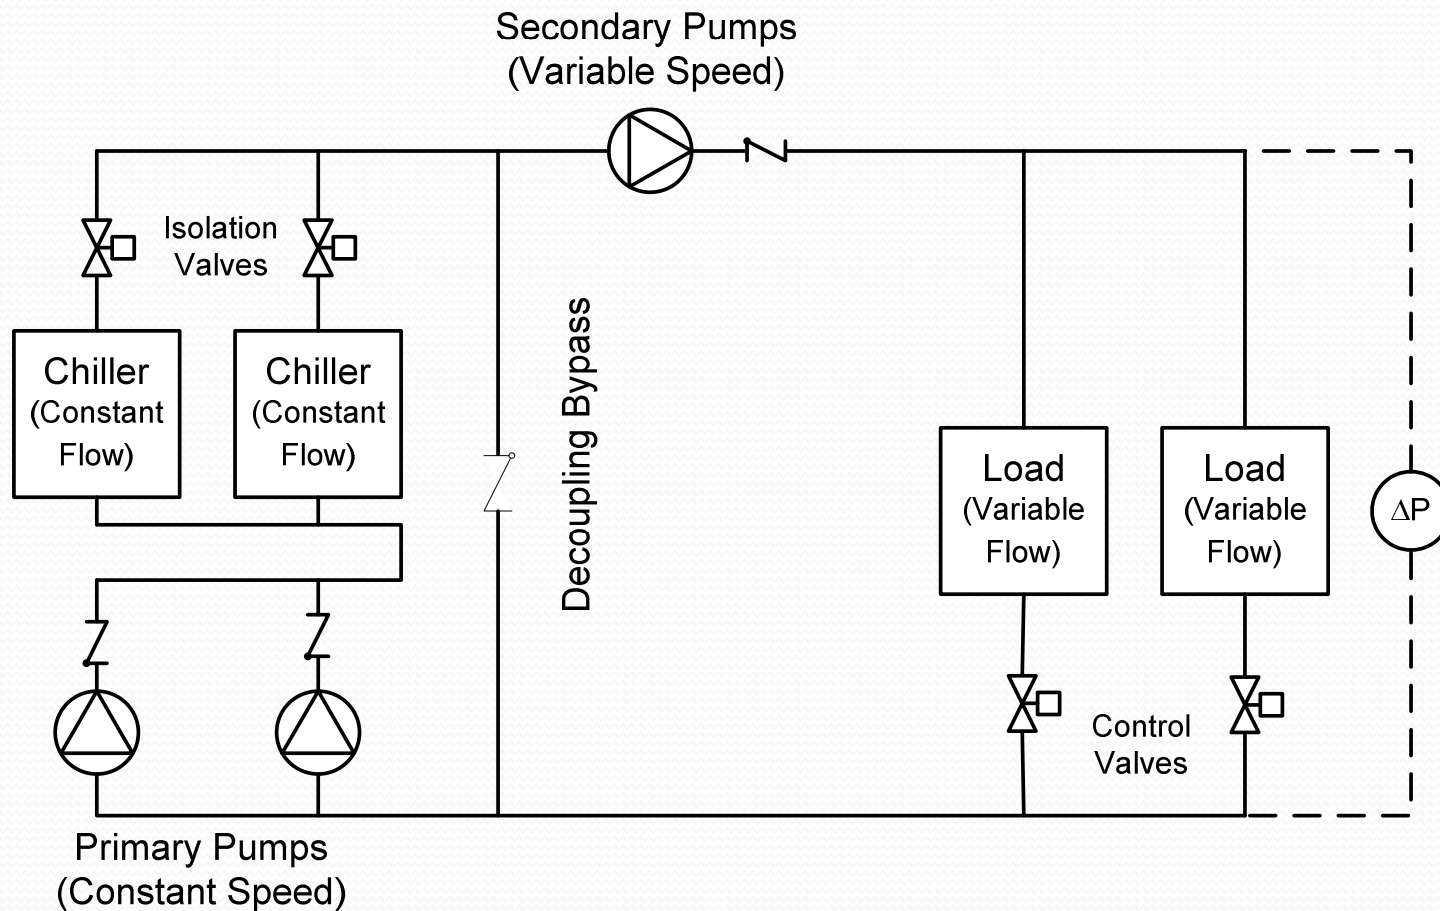 Secondary Pumps
(Variable Speed)
Isolation
Valves
Chiller
(Constant
Flow)
Chiller
(Constant
Flow)
Decoupling Bypass
Load
(Variable
Flow)
Load
(Variable
Flow)
ΔP
Control
Valves
Primary Pumps
(Constant Speed)